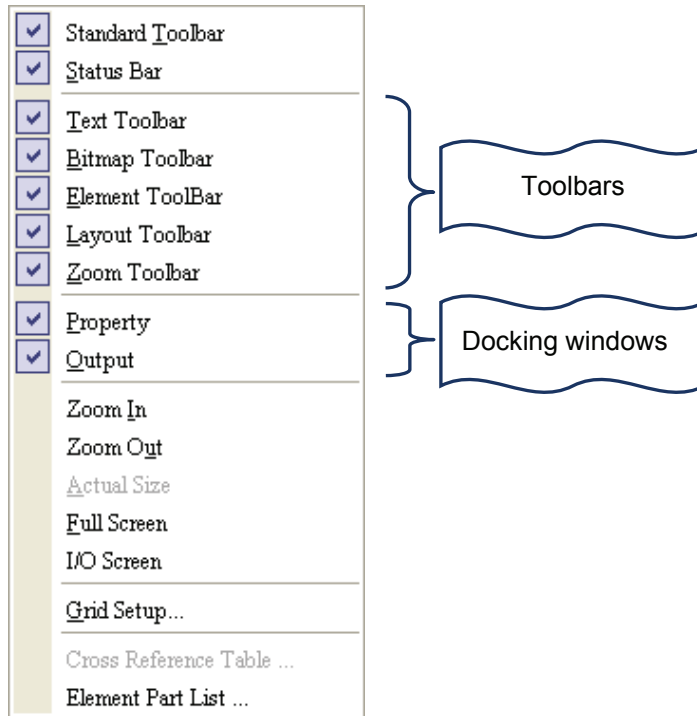 Standard Toolbar
Status Bar
Text Toolbar
Bitmap Toolbar
Element ToolBar
Layout Toolbar
Zoom Toolbar
Toolbars
Property
Output
Docking windows
Zoom In
Zoom Out
Actual Size
Full Screen
I/O Screen
Grid Setup...
Cross Reference Table ...
Element Part List ...